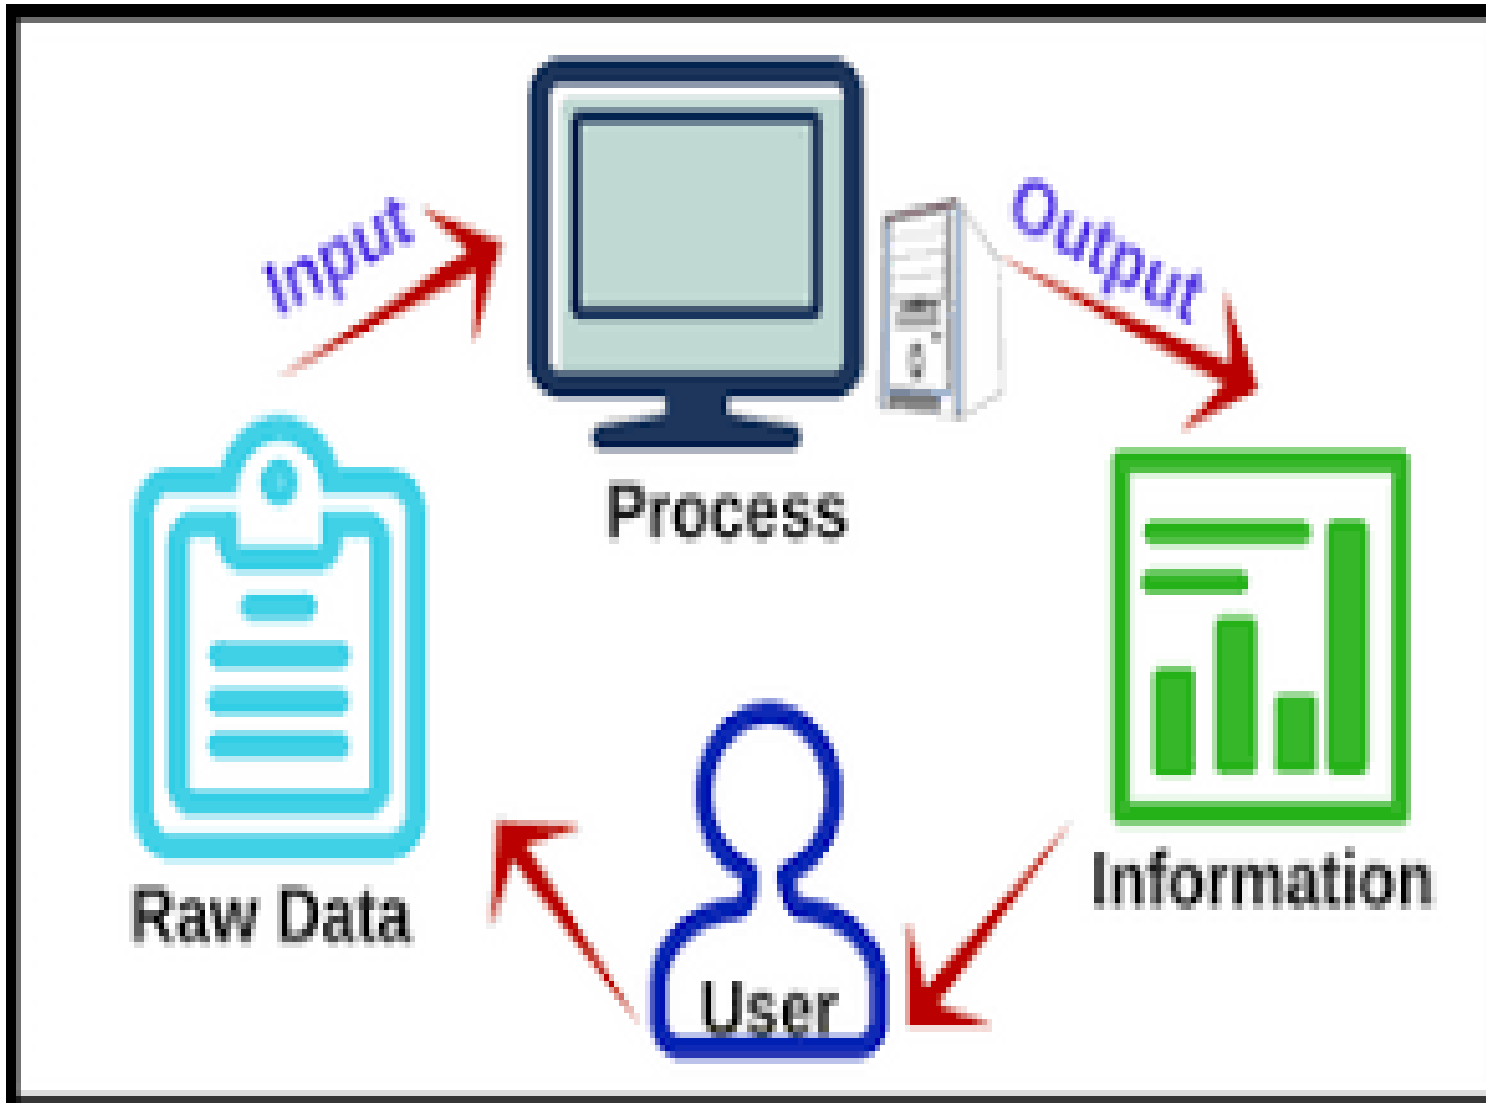 Input
Output
Process
Raw Data
Information
User